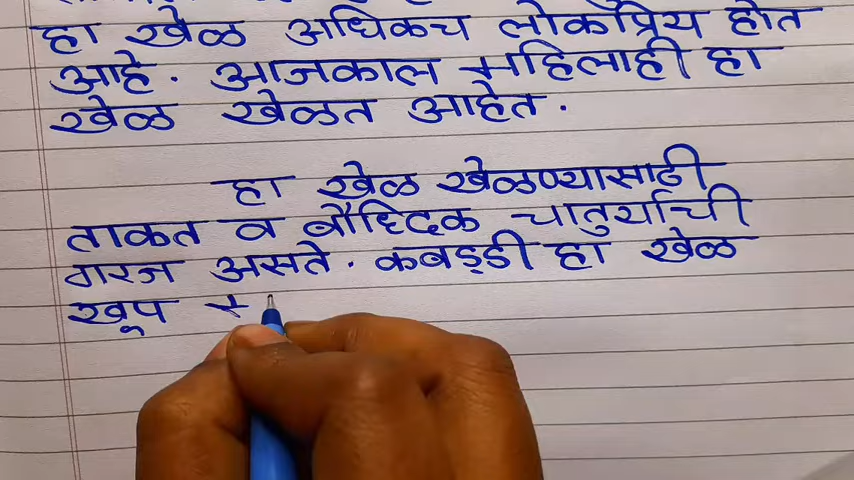 हा खेळ अधिकच लोकप्रिय होत
आहे. आजकाल महिलाही हा
खेळ खेळत आहेत.
हा खेळ खेळण्यासाठी
ताकत व बौध्दिक चातुर्याची
गरज असते. कबड्डी हा खेळ
खूप